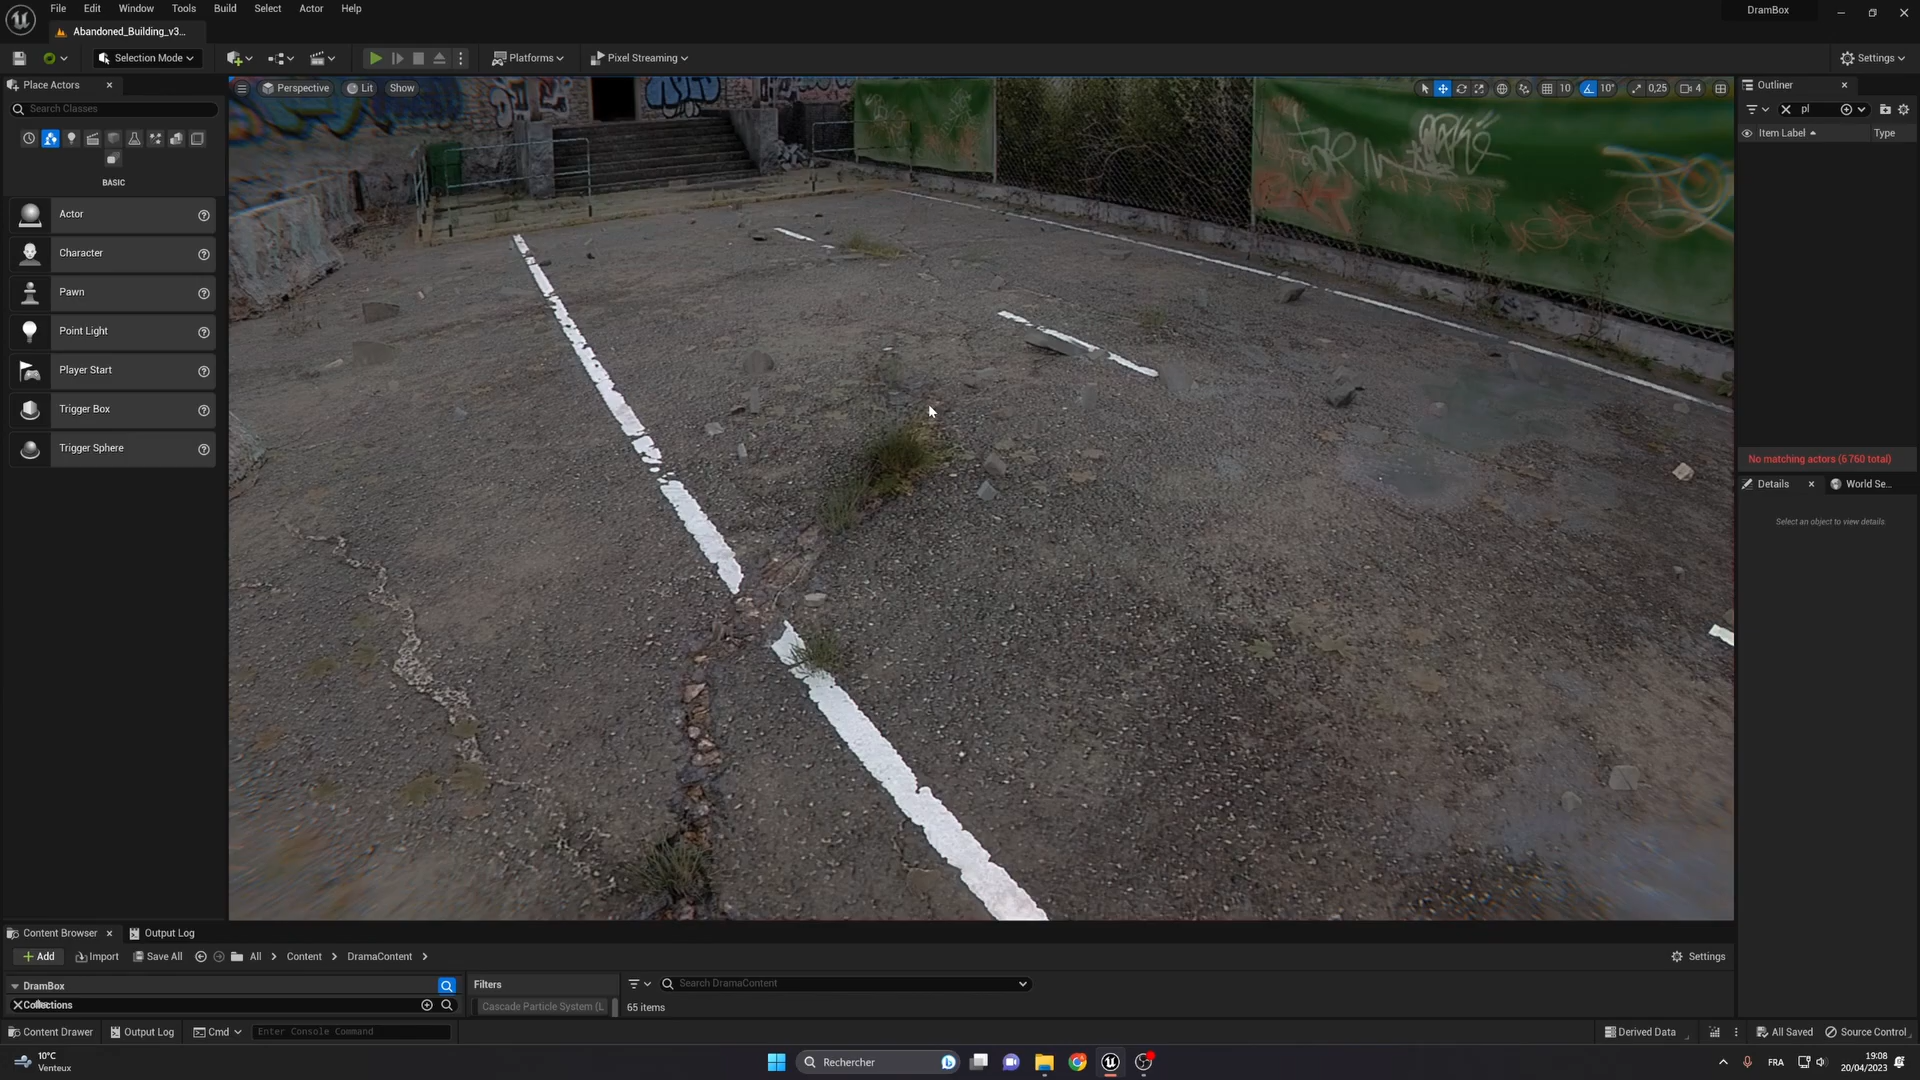 File Edit Window Tools Build Select Actor Help
DramBox
Abandoned_Building_v3...
Selection Mode
Platforms
Pixel Streaming
Settings
Place Actors
Search Classes
BASIC
Actor
Character
Pawn
Point Light
Player Start
Trigger Box
Trigger Sphere
Perspective Lit Show
10 10° 0,25 4
Outliner
pl
Item Label Type
No matching actors (6 760 total)
Details World Se...
Select an object to view details.
Content Browser Output Log
Add Import Save All All Content DramaContent Settings
DramBox
Collections
Filters
Cascade Particle System (L
Search DramaContent
65 items
Content Drawer Output Log Cmd Enter Console Command Derived Data All Saved Source Control
10°C
Venteux
Rechercher
FRA
19:08
20/04/2023